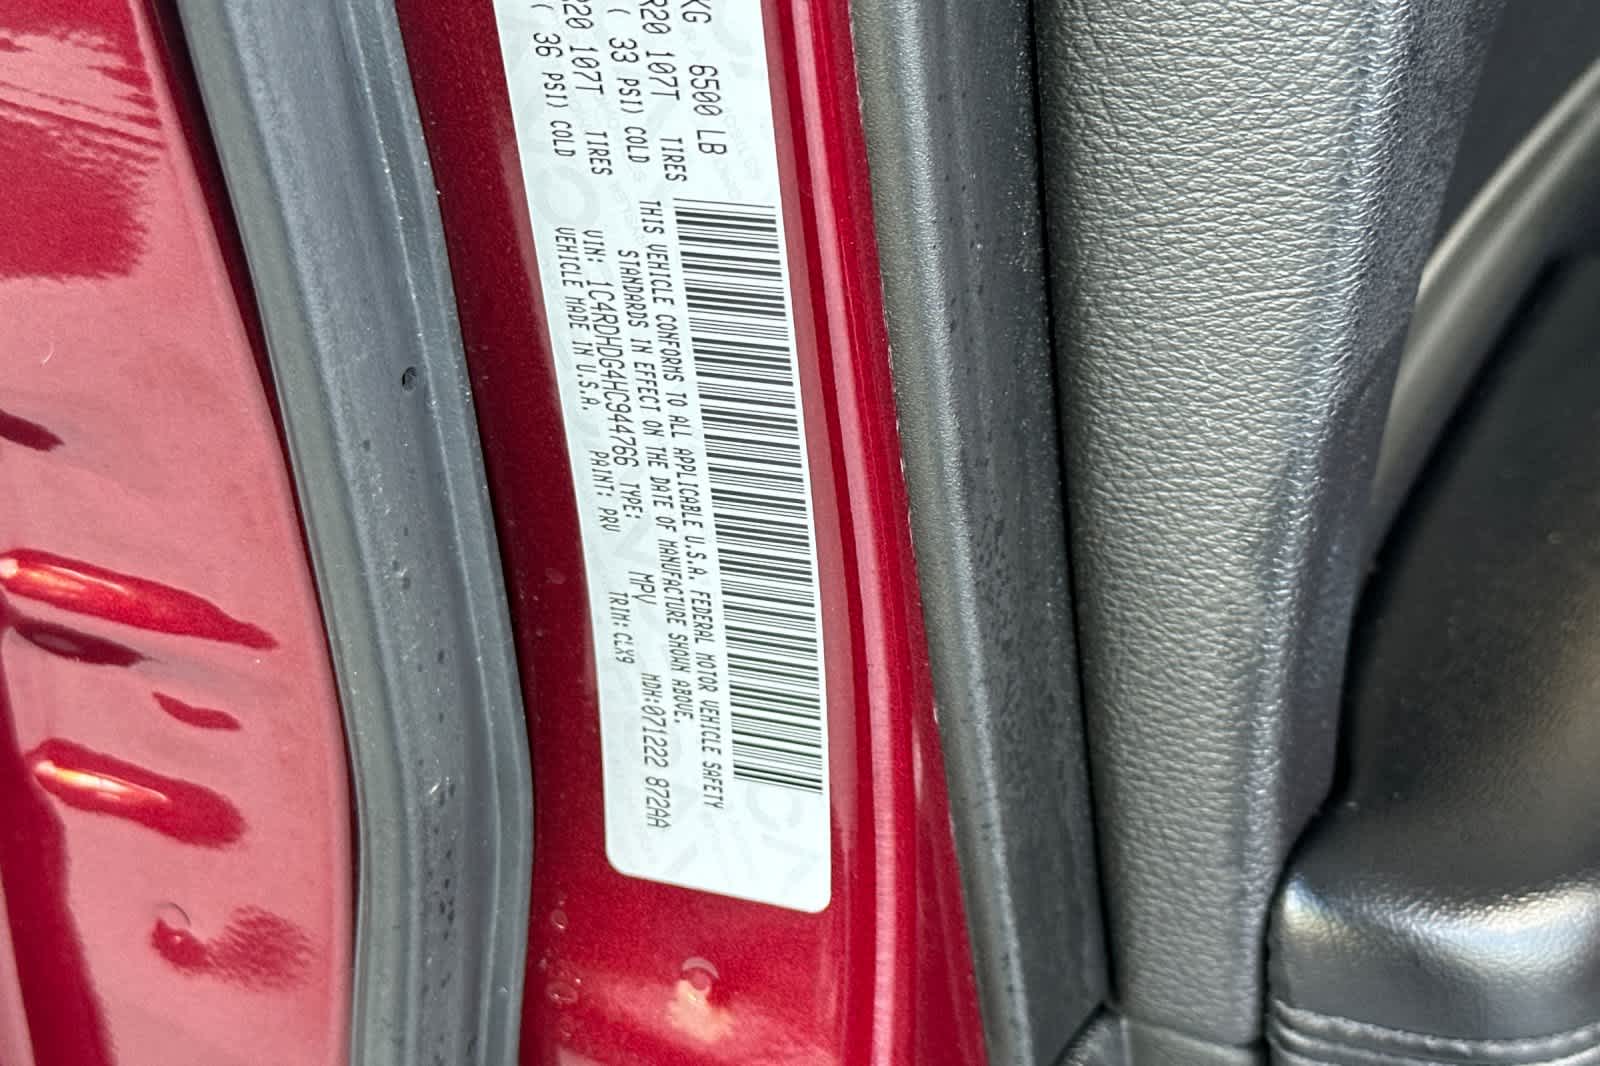 KG 6500 LB
R20 107T TIRES
( 33 PSI) COLD
R20 107T TIRES
( 36 PSI) COLD
THIS VEHICLE CONFORMS TO ALL APPLICABLE U.S.A. FEDERAL MOTOR VEHICLE SAFETY
STANDARDS IN EFFECT ON THE DATE OF MANUFACTURE SHOWN ABOVE.
VIN: 1C4RDHDG4HC944766 TYPE: MPV MDH:071222 872AA
VEHICLE MADE IN U.S.A. PAINT: PRV TRIM:CLX9